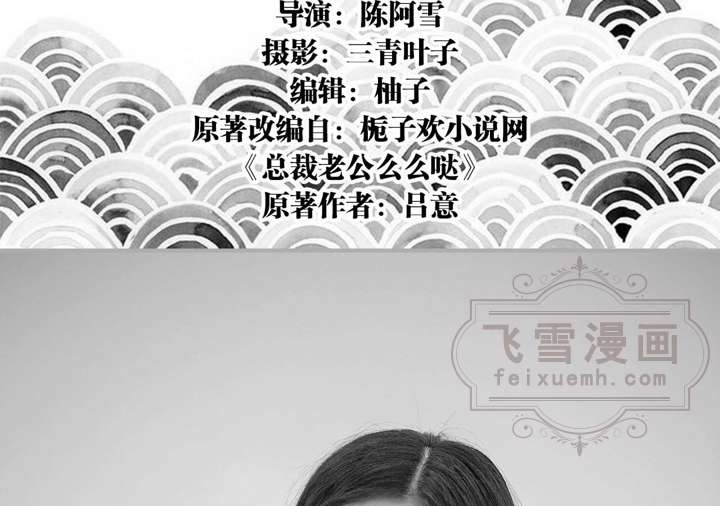 导演：陈阿雪
摄影：三青叶子
编辑：柚子
原著改编自：栀子欢小说网
《总裁老公么么哒》
原著作者：吕意
飞雪漫画
feixuemh.com